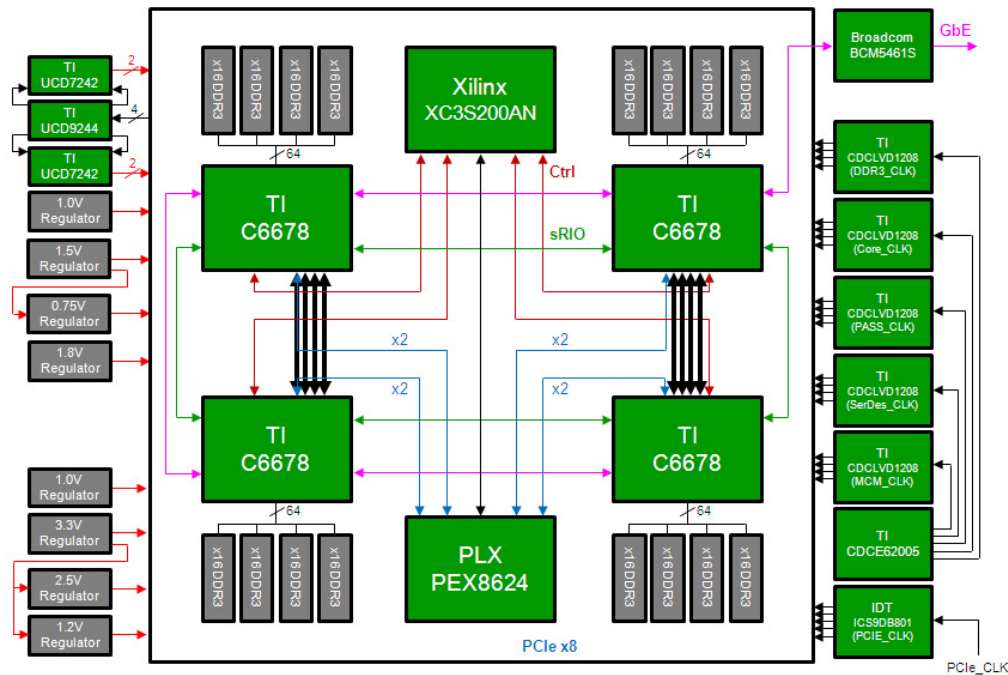 TI
UCD7242
2
TI
UCD9244
4
TI
UCD7242
2
1.0V
Regulator
1.5V
Regulator
0.75V
Regulator
1.8V
Regulator
1.0V
Regulator
3.3V
Regulator
2.5V
Regulator
1.2V
Regulator
x16DDR3
x16DDR3
x16DDR3
x16DDR3
64
Xilinx
XC3S200AN
x16DDR3
x16DDR3
x16DDR3
x16DDR3
64
TI
C6678
Ctrl
sRIO
TI
C6678
x2
x2
x2
x2
TI
C6678
TI
C6678
64
x16DDR3
x16DDR3
x16DDR3
x16DDR3
PLX
PEX8624
64
x16DDR3
x16DDR3
x16DDR3
x16DDR3
PCIe x8
Broadcom
BCM5461S
GbE
TI
CDCLVD1208
(DDR3_CLK)
TI
CDCLVD1208
(Core_CLK)
TI
CDCLVD1208
(PASS_CLK)
TI
CDCLVD1208
(SerDes_CLK)
TI
CDCLVD1208
(MCM_CLK)
TI
CDCE62005
IDT
ICS9DB801
(PCIE_CLK)
PCIe_CLK